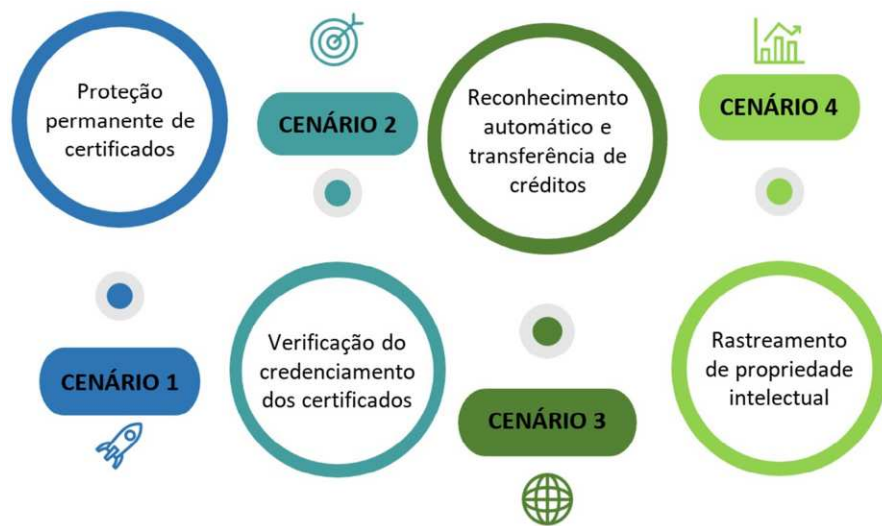 Proteção
permanente de
certificados
CENÁRIO 1
CENÁRIO 2
Verificação do
credenciamento
dos certificados
Reconhecimento
automático e
transferência de
créditos
CENÁRIO 3
CENÁRIO 4
Rastreamento
de propriedade
intelectual